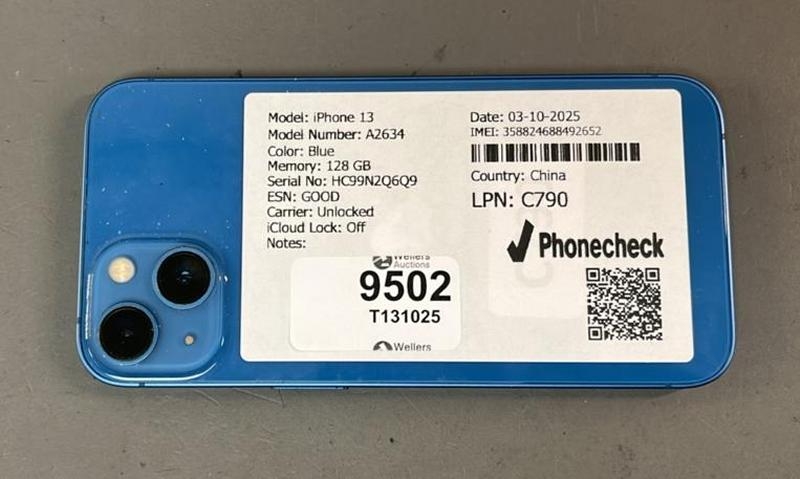 Model: iPhone 13
Model Number: A2634
Color: Blue
Memory: 128 GB
Serial No: HC99N2Q6Q9
ESN: GOOD
Carrier: Unlocked
iCloud Lock: Off
Notes:
Date: 03-10-2025
IMEI: 358824688492652
Country: China
LPN: C790
Phonecheck
Wellers
Auctions
9502
T131025
Wellers